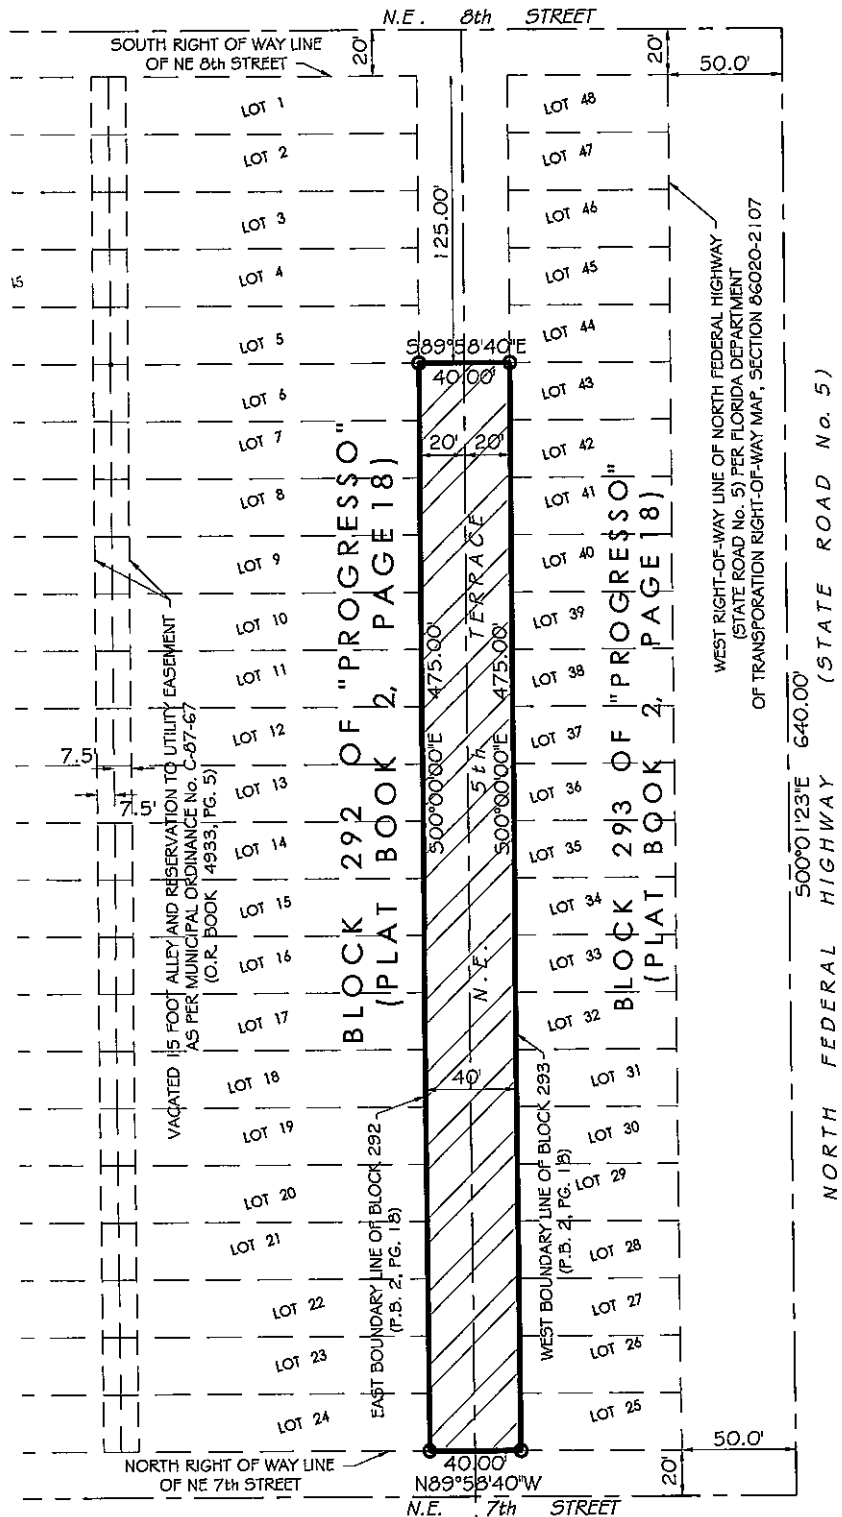 N.E. 8th STREET
SOUTH RIGHT OF WAY LINE
OF NE 8th STREET
20'
20'
50.0'
LOT 1
LOT 2
LOT 3
LOT 4
LOT 5
LOT 6
LOT 7
LOT 8
LOT 9
LOT 10
LOT 11
LOT 12
LOT 13
LOT 14
LOT 15
LOT 16
LOT 17
LOT 18
LOT 19
LOT 20
LOT 21
LOT 22
LOT 23
LOT 24
15
125.00'
LOT 48
LOT 47
LOT 46
LOT 45
LOT 44
LOT 43
LOT 42
LOT 41
LOT 40
LOT 39
LOT 38
LOT 37
LOT 36
LOT 35
LOT 34
LOT 33
LOT 32
LOT 31
LOT 30
LOT 29
LOT 28
LOT 27
LOT 26
LOT 25
S89°58'40"E
40.00'
20'
20'
BLOCK 292 OF "PROGRESSO"
(PLAT BOOK 2, PAGE 18)
S00°00'00"E 475.00'
N.E. 5th TERRACE
S00°00'00"E 475.00'
BLOCK 293 OF "PROGRESSO"
(PLAT BOOK 2, PAGE 18)
WEST RIGHT-OF-WAY LINE OF NORTH FEDERAL HIGHWAY
(STATE ROAD No. 5) PER FLORIDA DEPARTMENT
OF TRANSPORATION RIGHT-OF-WAY MAP, SECTION 86020-2107
S00°01'23"E 640.00'
NORTH FEDERAL HIGHWAY (STATE ROAD No. 5)
VACATED 15 FOOT ALLEY AND RESERVATION TO UTILITY EASEMENT
AS PER MUNICIPAL ORDINANCE No. C-87-67
(O.R. BOOK 4933, PG. 5)
7.5'
7.5'
40'
EAST BOUNDARY LINE OF BLOCK 292
(P.B. 2, PG. 18)
WEST BOUNDARY LINE OF BLOCK 293
(P.B. 2, PG. 18)
NORTH RIGHT OF WAY LINE
OF NE 7th STREET
40.00'
N89°58'40"W
20'
50.0'
N.E. 7th STREET